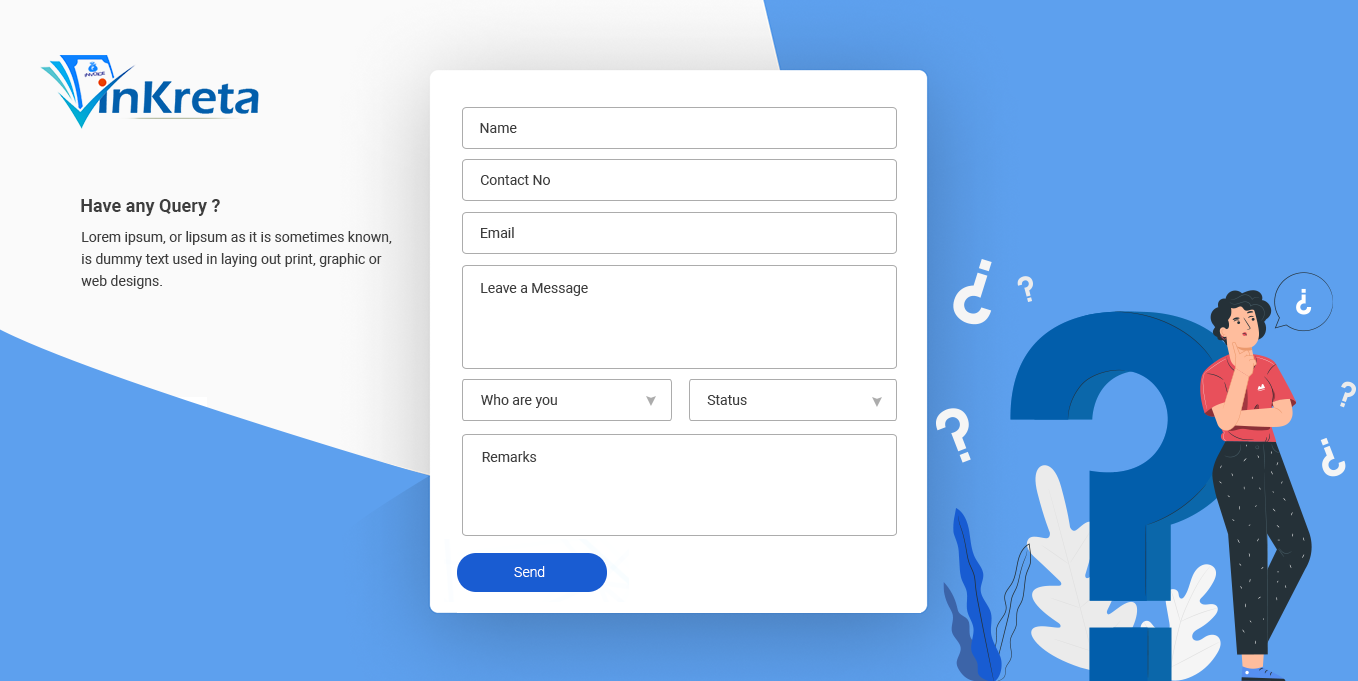 INVOICE
inKreta
Have any Query ?
Lorem ipsum, or lipsum as it is sometimes known,
is dummy text used in laying out print, graphic or
web designs.
Name
Contact No
Email
Leave a Message
Who are you
Status
Remarks
Send